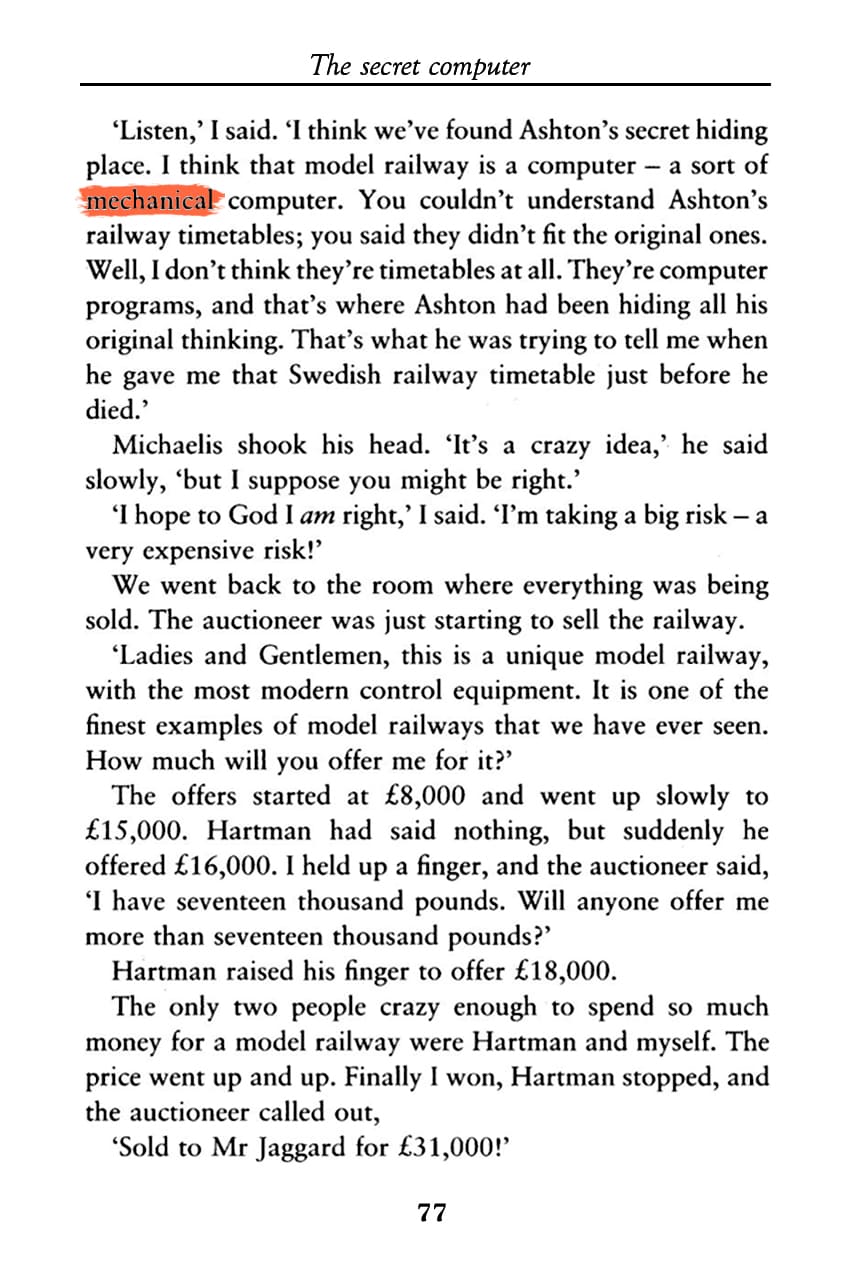 The secret computer
‘Listen,’ I said. ‘I think we’ve found Ashton’s secret hiding
place. I think that model railway is a computer – a sort of
mechanical computer. You couldn’t understand Ashton’s
railway timetables; you said they didn’t fit the original ones.
Well, I don’t think they’re timetables at all. They’re computer
programs, and that’s where Ashton had been hiding all his
original thinking. That’s what he was trying to tell me when
he gave me that Swedish railway timetable just before he
died.’
Michaelis shook his head. ‘It’s a crazy idea,’ he said
slowly, ‘but I suppose you might be right.’
‘I hope to God I am right,’ I said. ‘I’m taking a big risk – a
very expensive risk!’
We went back to the room where everything was being
sold. The auctioneer was just starting to sell the railway.
‘Ladies and Gentlemen, this is a unique model railway,
with the most modern control equipment. It is one of the
finest examples of model railways that we have ever seen.
How much will you offer me for it?’
The offers started at £8,000 and went up slowly to
£15,000. Hartman had said nothing, but suddenly he
offered £16,000. I held up a finger, and the auctioneer said,
‘I have seventeen thousand pounds. Will anyone offer me
more than seventeen thousand pounds?’
Hartman raised his finger to offer £18,000.
The only two people crazy enough to spend so much
money for a model railway were Hartman and myself. The
price went up and up. Finally I won, Hartman stopped, and
the auctioneer called out,
‘Sold to Mr Jaggard for £31,000!’
77